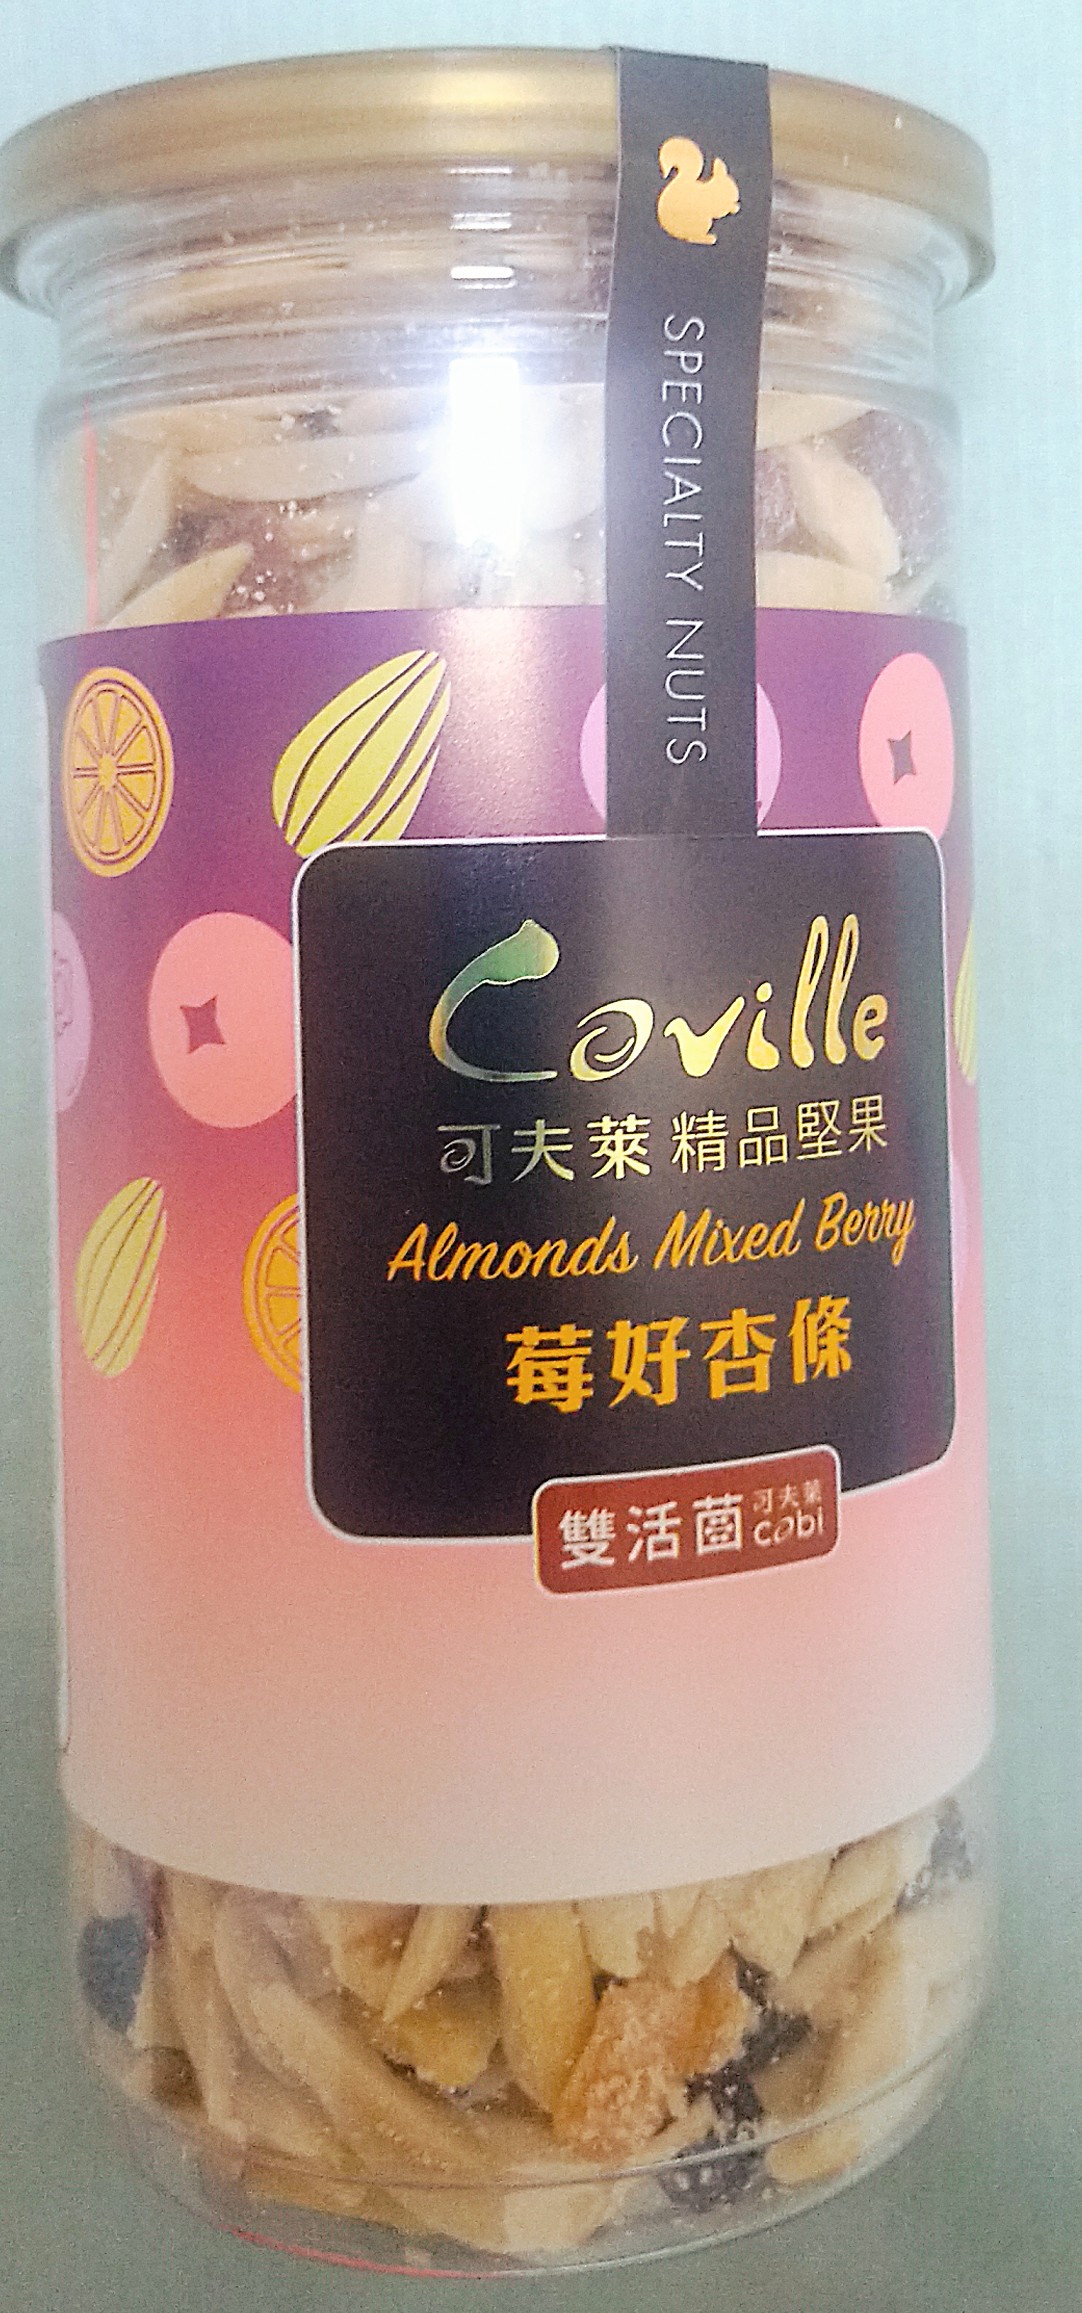 SPECIALTY NUTS
Coville
可夫萊 精品堅果
Almonds Mixed Berry
莓好杏條
雙活菌 可夫萊 cobi